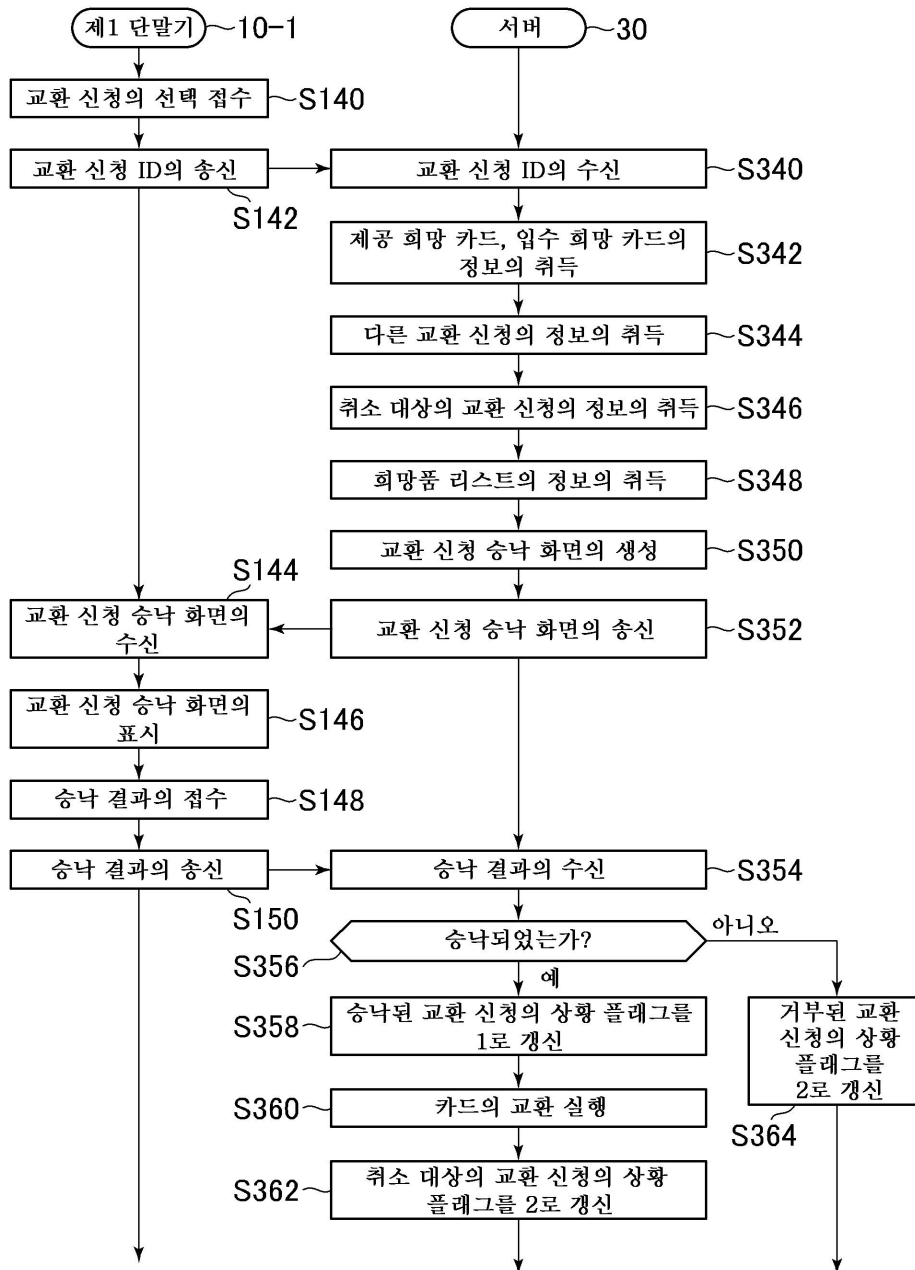 제1 단말기
10-1
서버
30
교환 신청의 선택 접수
S140
교환 신청 ID의 송신
S142
교환 신청 ID의 수신
S340
제공 희망 카드, 입수 희망 카드의
정보의 취득
S342
다른 교환 신청의 정보의 취득
S344
취소 대상의 교환 신청의 정보의 취득
S346
희망품 리스트의 정보의 취득
S348
교환 신청 승낙 화면의 생성
S350
S144
교환 신청 승낙 화면의
수신
교환 신청 승낙 화면의 송신
S352
교환 신청 승낙 화면의
표시
S146
승낙 결과의 접수
S148
승낙 결과의 송신
S150
승낙 결과의 수신
S354
승낙되었는가?
S356
아니오
예
S358
승낙된 교환 신청의 상황 플래그를
1로 갱신
거부된 교환
신청의 상황
플래그를
2로 갱신
S364
S360
카드의 교환 실행
S362
취소 대상의 교환 신청의 상황
플래그를 2로 갱신